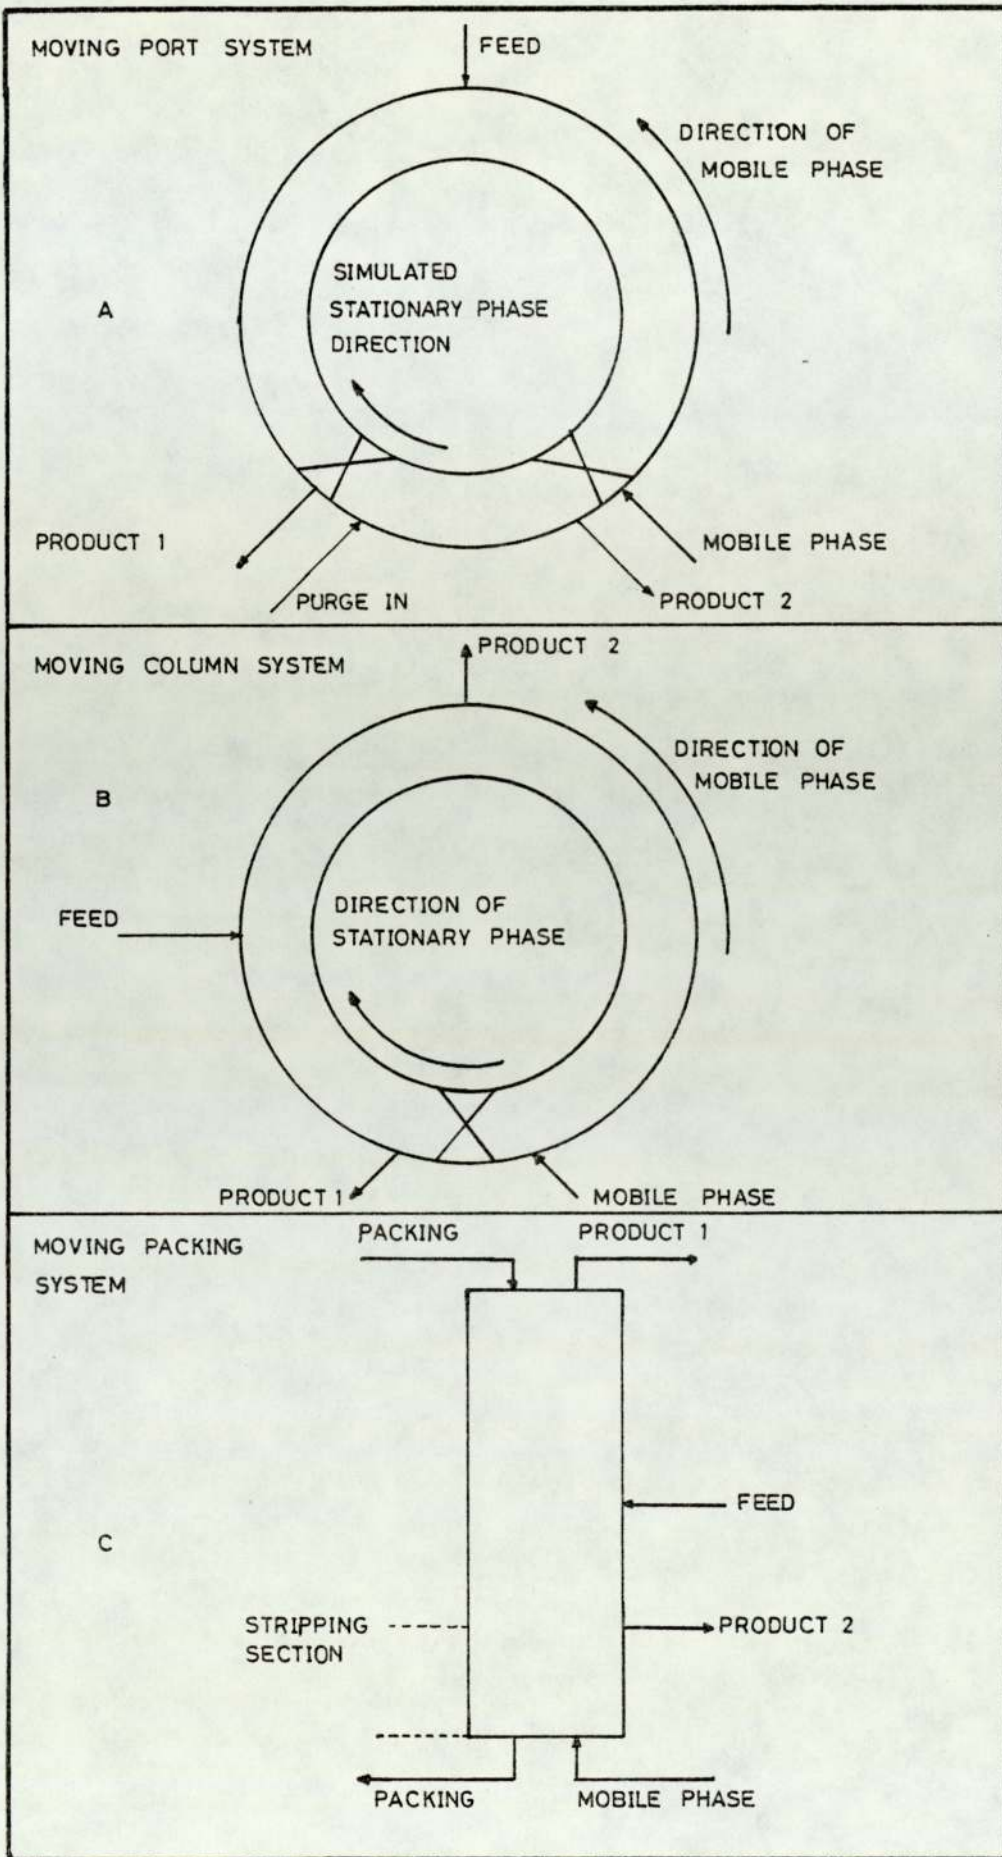 MOVING PORT SYSTEM
FEED
DIRECTION OF
MOBILE PHASE
SIMULATED
STATIONARY PHASE
DIRECTION
A
PRODUCT 1
MOBILE PHASE
PURGE IN
PRODUCT 2
MOVING COLUMN SYSTEM
PRODUCT 2
DIRECTION OF
MOBILE PHASE
B
FEED
DIRECTION OF
STATIONARY PHASE
PRODUCT 1
MOBILE PHASE
MOVING PACKING
SYSTEM
PACKING
PRODUCT 1
FEED
C
STRIPPING
SECTION
PRODUCT 2
PACKING
MOBILE PHASE